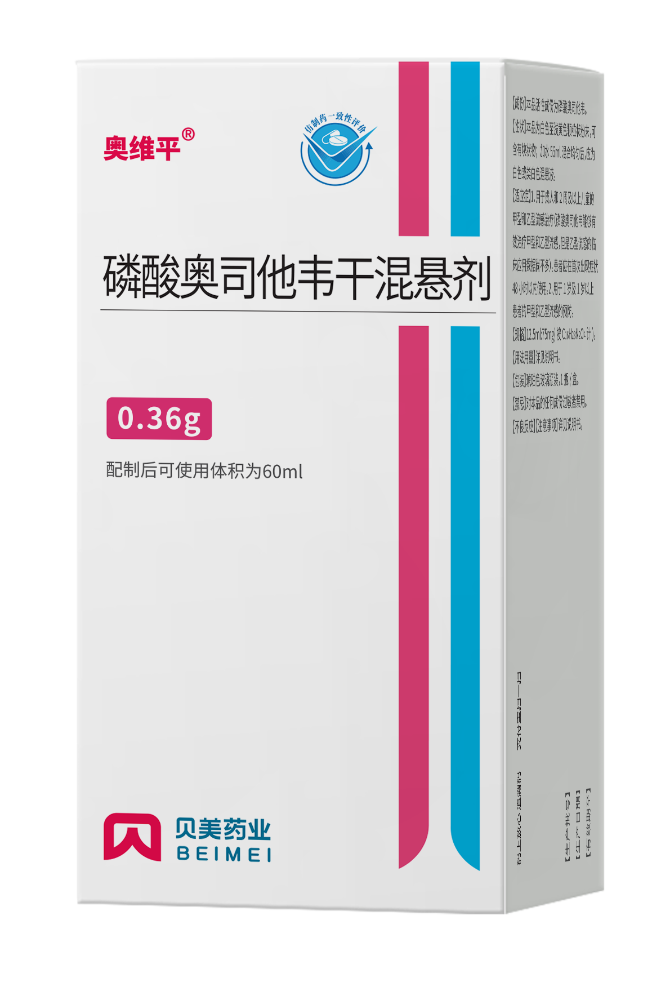 奥维平®
仿制药一致性评价
磷酸奥司他韦干混悬剂
0.36g
配制后可使用体积为60ml
贝美药业
BEIMEI
【成份】本品活性成份为磷酸奥司他韦。
【性状】本品为白色至浅黄色颗粒状粉末，可
含有块状物；加水55ml混合均匀后，应为
白色或类白色混悬液。
【适应症】1.用于成人和2周及以上儿童的
甲型和乙型流感治疗（磷酸奥司他韦能够有
效治疗甲型和乙型流感，但是乙型流感的临
床应用数据尚不多）。患者应在首次出现症状
48小时以内使用。2.用于1岁及1岁以上
患者的甲型和乙型流感的预防。
【规格】12.5ml:75mg（按C16H28N2O4计）。
【用法用量】详见说明书。
【包装】琥珀色玻璃瓶装，1瓶/盒。
【禁忌】对本品的任何成份过敏者禁用。
【不良反应】【注意事项】详见说明书。
码上放心追溯码
支付宝扫一扫
【生产批号】
【生产日期】
【有效期至】